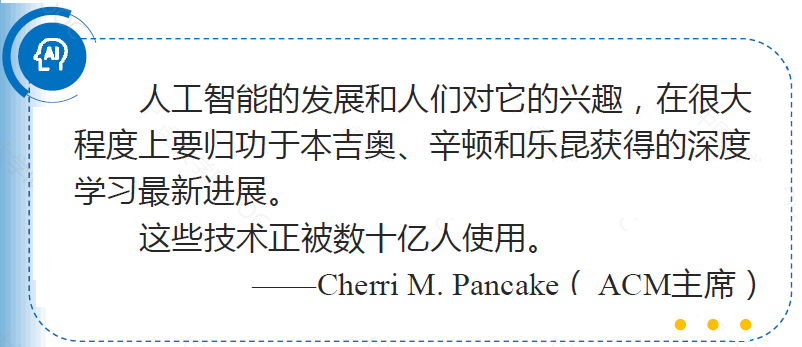 AI
人工智能的发展和人们对它的兴趣，在很大
程度上要归功于本吉奥、辛顿和乐昆获得的深度
学习最新进展。
这些技术正被数十亿人使用。
——Cherri M. Pancake（ ACM主席）